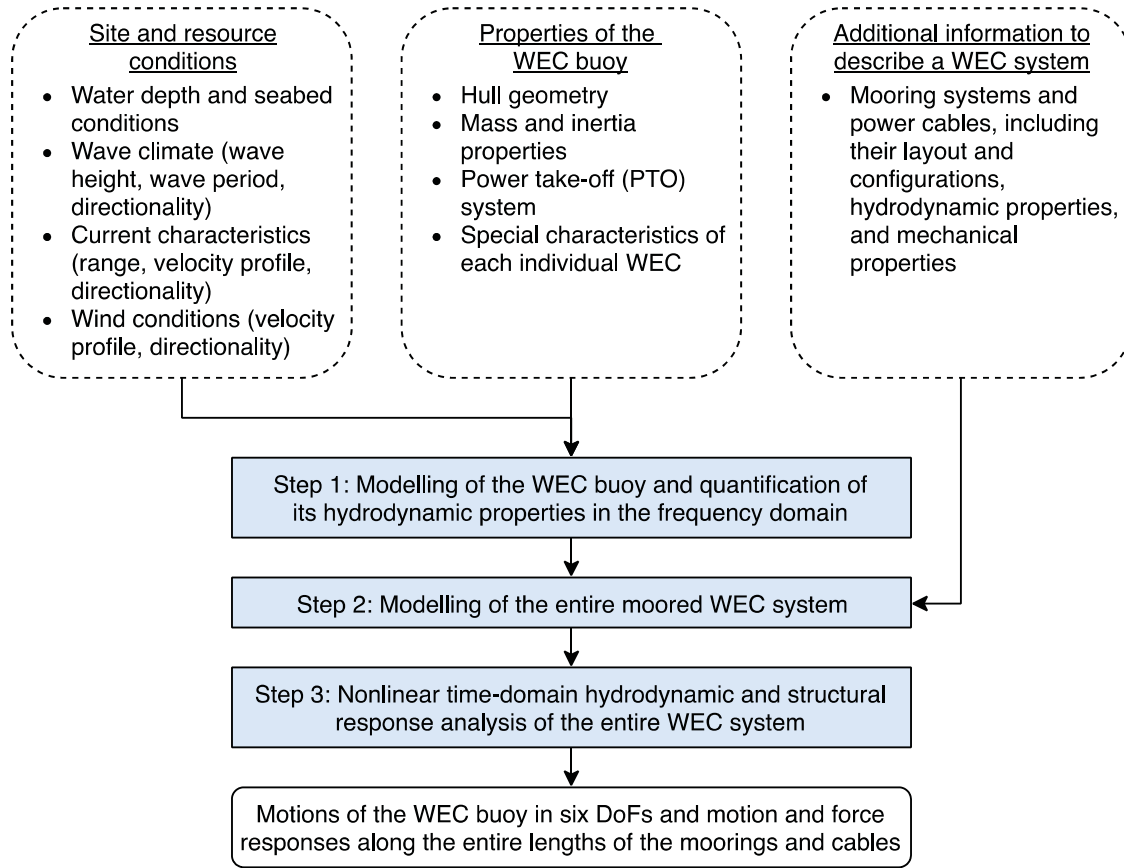 Site and resource
conditions
• Water depth and seabed
conditions
• Wave climate (wave
height, wave period,
directionality)
• Current characteristics
(range, velocity profile,
directionality)
• Wind conditions (velocity
profile, directionality)
Properties of the
WEC buoy
• Hull geometry
• Mass and inertia
properties
• Power take-off (PTO)
system
• Special characteristics of
each individual WEC
Additional information to
describe a WEC system
• Mooring systems and
power cables, including
their layout and
configurations,
hydrodynamic properties,
and mechanical
properties
Step 1: Modelling of the WEC buoy and quantification of
its hydrodynamic properties in the frequency domain
Step 2: Modelling of the entire moored WEC system
Step 3: Nonlinear time-domain hydrodynamic and structural
response analysis of the entire WEC system
Motions of the WEC buoy in six DoFs and motion and force
responses along the entire lengths of the moorings and cables